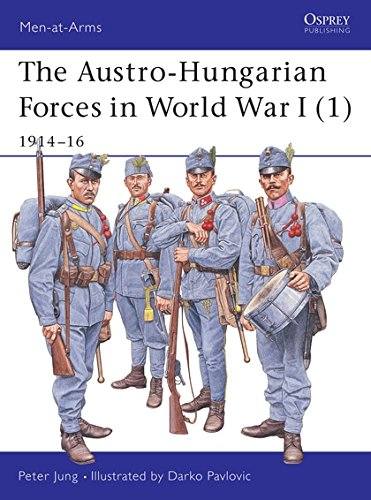 Men-at-Arms
OSPREY
PUBLISHING
The Austro-Hungarian
Forces in World War I (1)
1914–16
Peter Jung · Illustrated by Darko Pavlovic